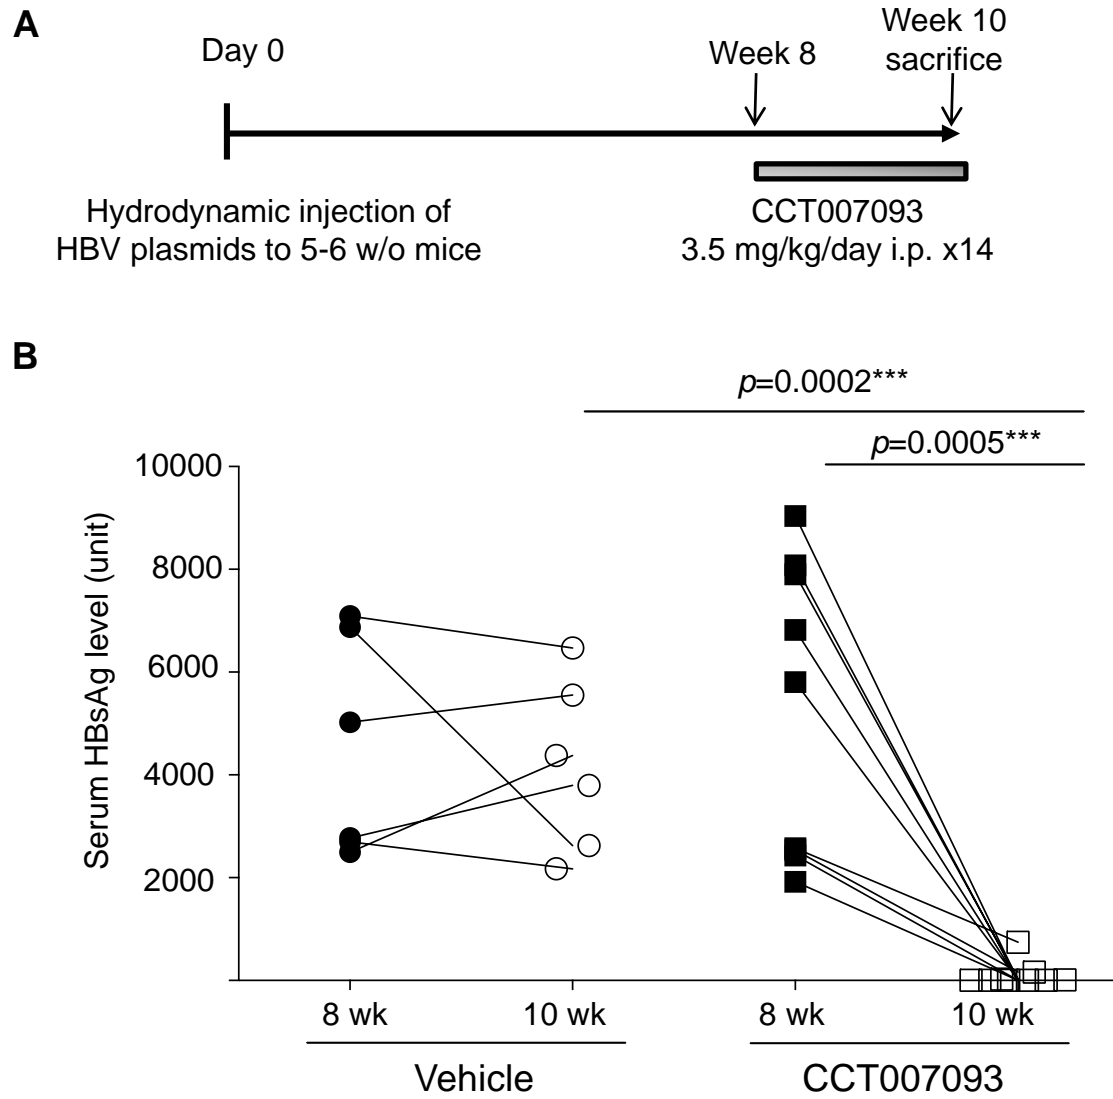 A
Day 0
Week 8
Week 10
sacrifice
Hydrodynamic injection of
HBV plasmids to 5-6 w/o mice
CCT007093
3.5 mg/kg/day i.p. x14
B
p=0.0002***
p=0.0005***
Serum HBsAg level (unit)
10000
8000
6000
4000
2000
8 wk
10 wk
8 wk
10 wk
Vehicle
CCT007093